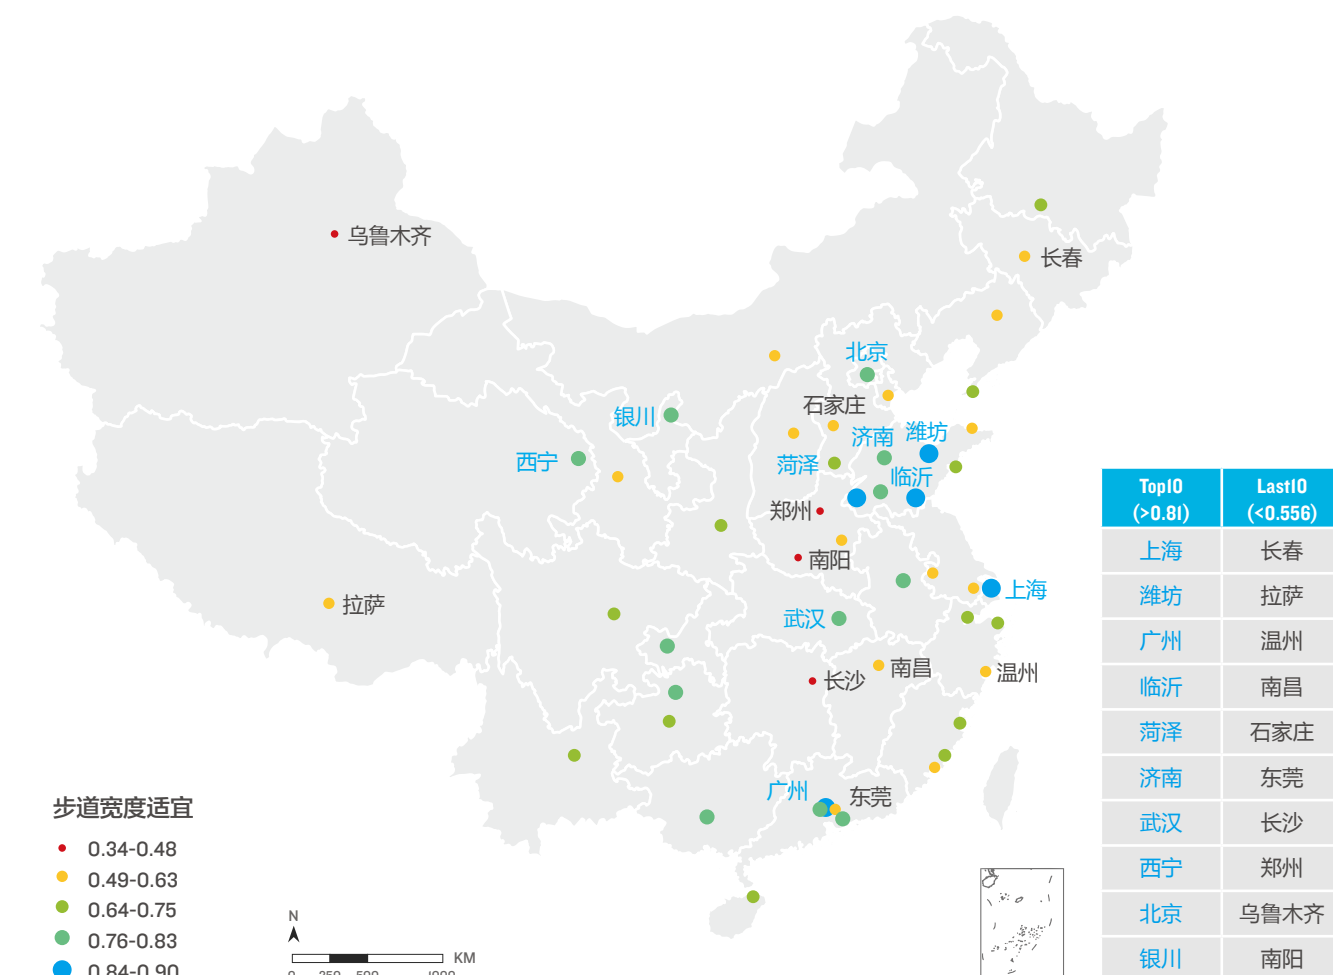 乌鲁木齐
长春
北京
石家庄
银川
济南
潍坊
西宁
菏泽
临沂
郑州
南阳
上海
拉萨
武汉
南昌
温州
长沙
广州
东莞
步道宽度适宜
0.34-0.48
0.49-0.63
0.64-0.75
0.76-0.83
0.84-0.90
N
KM
0 250 500 1000
Top10 Last10
(>0.81) (<0.556)
上海 长春
潍坊 拉萨
广州 温州
临沂 南昌
菏泽 石家庄
济南 东莞
武汉 长沙
西宁 郑州
北京 乌鲁木齐
银川 南阳